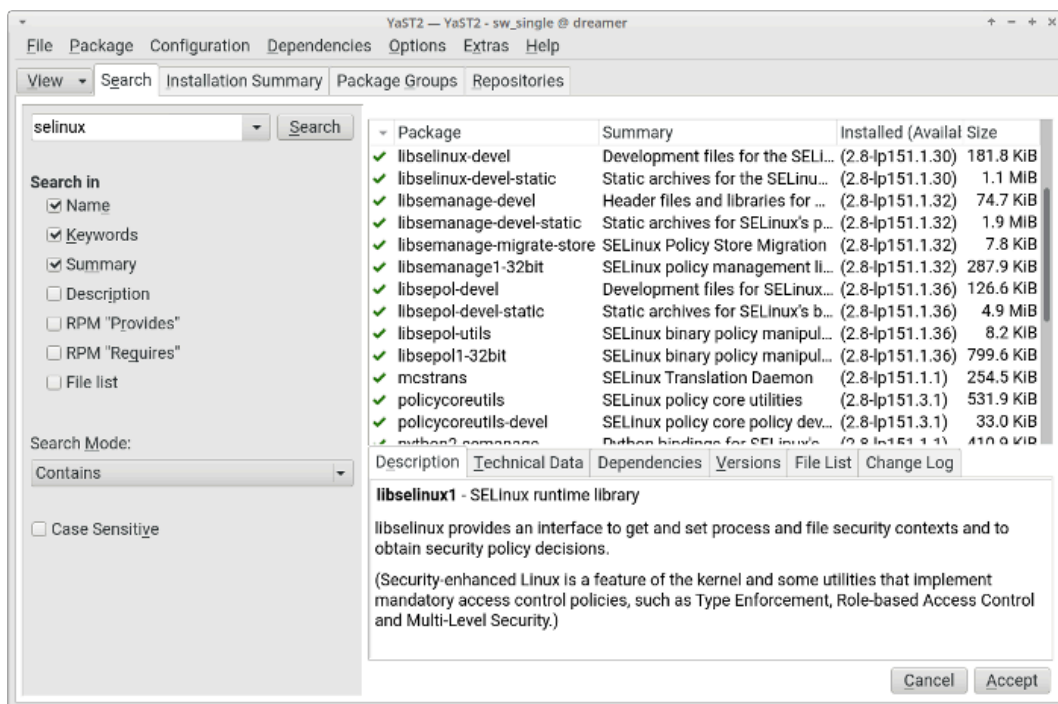 YaST2 — YaST2 - sw_single @ dreamer
File Package Configuration Dependencies Options Extras Help
View Search Installation Summary Package Groups Repositories
selinux Search
Search in
Name
Keywords
Summary
Description
RPM "Provides"
RPM "Requires"
File list
Search Mode:
Contains
Case Sensitive
Package Summary Installed (Availal Size
libselinux-devel Development files for the SELi... (2.8-lp151.1.30) 181.8 KiB
libselinux-devel-static Static archives for the SELinu... (2.8-lp151.1.30) 1.1 MiB
libsemanage-devel Header files and libraries for ... (2.8-lp151.1.32) 74.7 KiB
libsemanage-devel-static Static archives for SELinux's p... (2.8-lp151.1.32) 1.9 MiB
libsemanage-migrate-store SELinux Policy Store Migration (2.8-lp151.1.32) 7.8 KiB
libsemanage1-32bit SELinux policy management li... (2.8-lp151.1.32) 287.9 KiB
libsepol-devel Development files for SELinux... (2.8-lp151.1.36) 126.6 KiB
libsepol-devel-static Static archives for SELinux's b... (2.8-lp151.1.36) 4.9 MiB
libsepol-utils SELinux binary policy manipul... (2.8-lp151.1.36) 8.2 KiB
libsepol1-32bit SELinux binary policy manipul... (2.8-lp151.1.36) 799.6 KiB
mcstrans SELinux Translation Daemon (2.8-lp151.1.1) 254.5 KiB
policycoreutils SELinux policy core utilities (2.8-lp151.3.1) 531.9 KiB
policycoreutils-devel SELinux policy core policy dev... (2.8-lp151.3.1) 33.0 KiB
python2-semanage Python bindings for SELinux's... (2.8-lp151.1.1) 410.9 KiB
Description Technical Data Dependencies Versions File List Change Log
libselinux1 - SELinux runtime library
libselinux provides an interface to get and set process and file security contexts and to
obtain security policy decisions.
(Security-enhanced Linux is a feature of the kernel and some utilities that implement
mandatory access control policies, such as Type Enforcement, Role-based Access Control
and Multi-Level Security.)
Cancel Accept